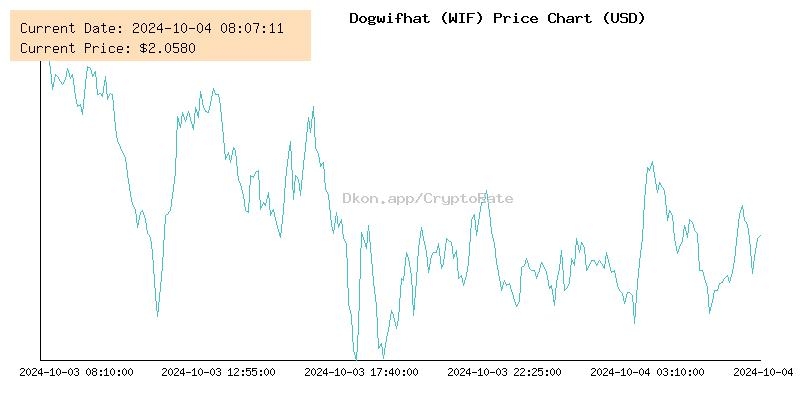 Dogwifhat (WIF) Price Chart (USD)
Current Date: 2024-10-04 08:07:11
Current Price: $2.0580
Dkon.app/CryptoRate
2024-10-03 08:10:00 2024-10-03 12:55:00 2024-10-03 17:40:00 2024-10-03 22:25:00 2024-10-04 03:10:00 2024-10-04